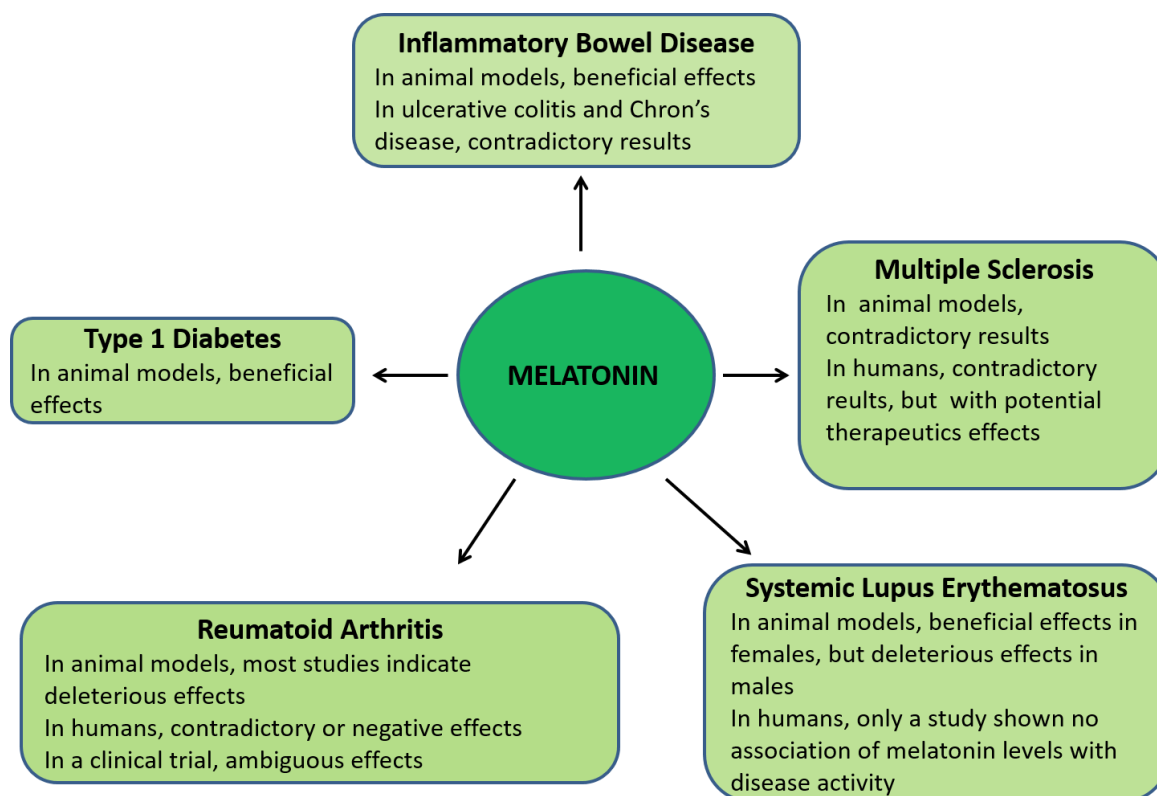 Inflammatory Bowel Disease
In animal models, beneficial effects
In ulcerative colitis and Chron’s
disease, contradictory results
Multiple Sclerosis
In animal models,
contradictory results
In humans, contradictory
reults, but with potential
therapeutics effects
Type 1 Diabetes
In animal models, beneficial
effects
MELATONIN
Reumatoid Arthritis
In animal models, most studies indicate
deleterious effects
In humans, contradictory or negative effects
In a clinical trial, ambiguous effects
Systemic Lupus Erythematosus
In animal models, beneficial effects in
females, but deleterious effects in
males
In humans, only a study shown no
association of melatonin levels with
disease activity